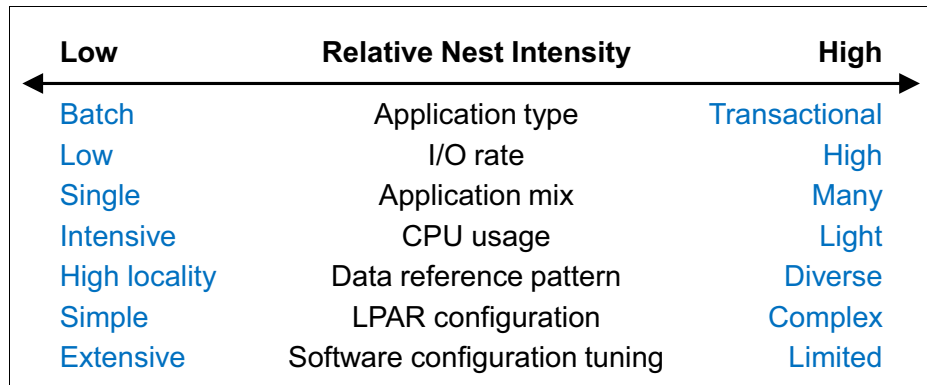 Low Relative Nest Intensity High
Batch Application type Transactional
Low I/O rate High
Single Application mix Many
Intensive CPU usage Light
High locality Data reference pattern Diverse
Simple LPAR configuration Complex
Extensive Software configuration tuning Limited